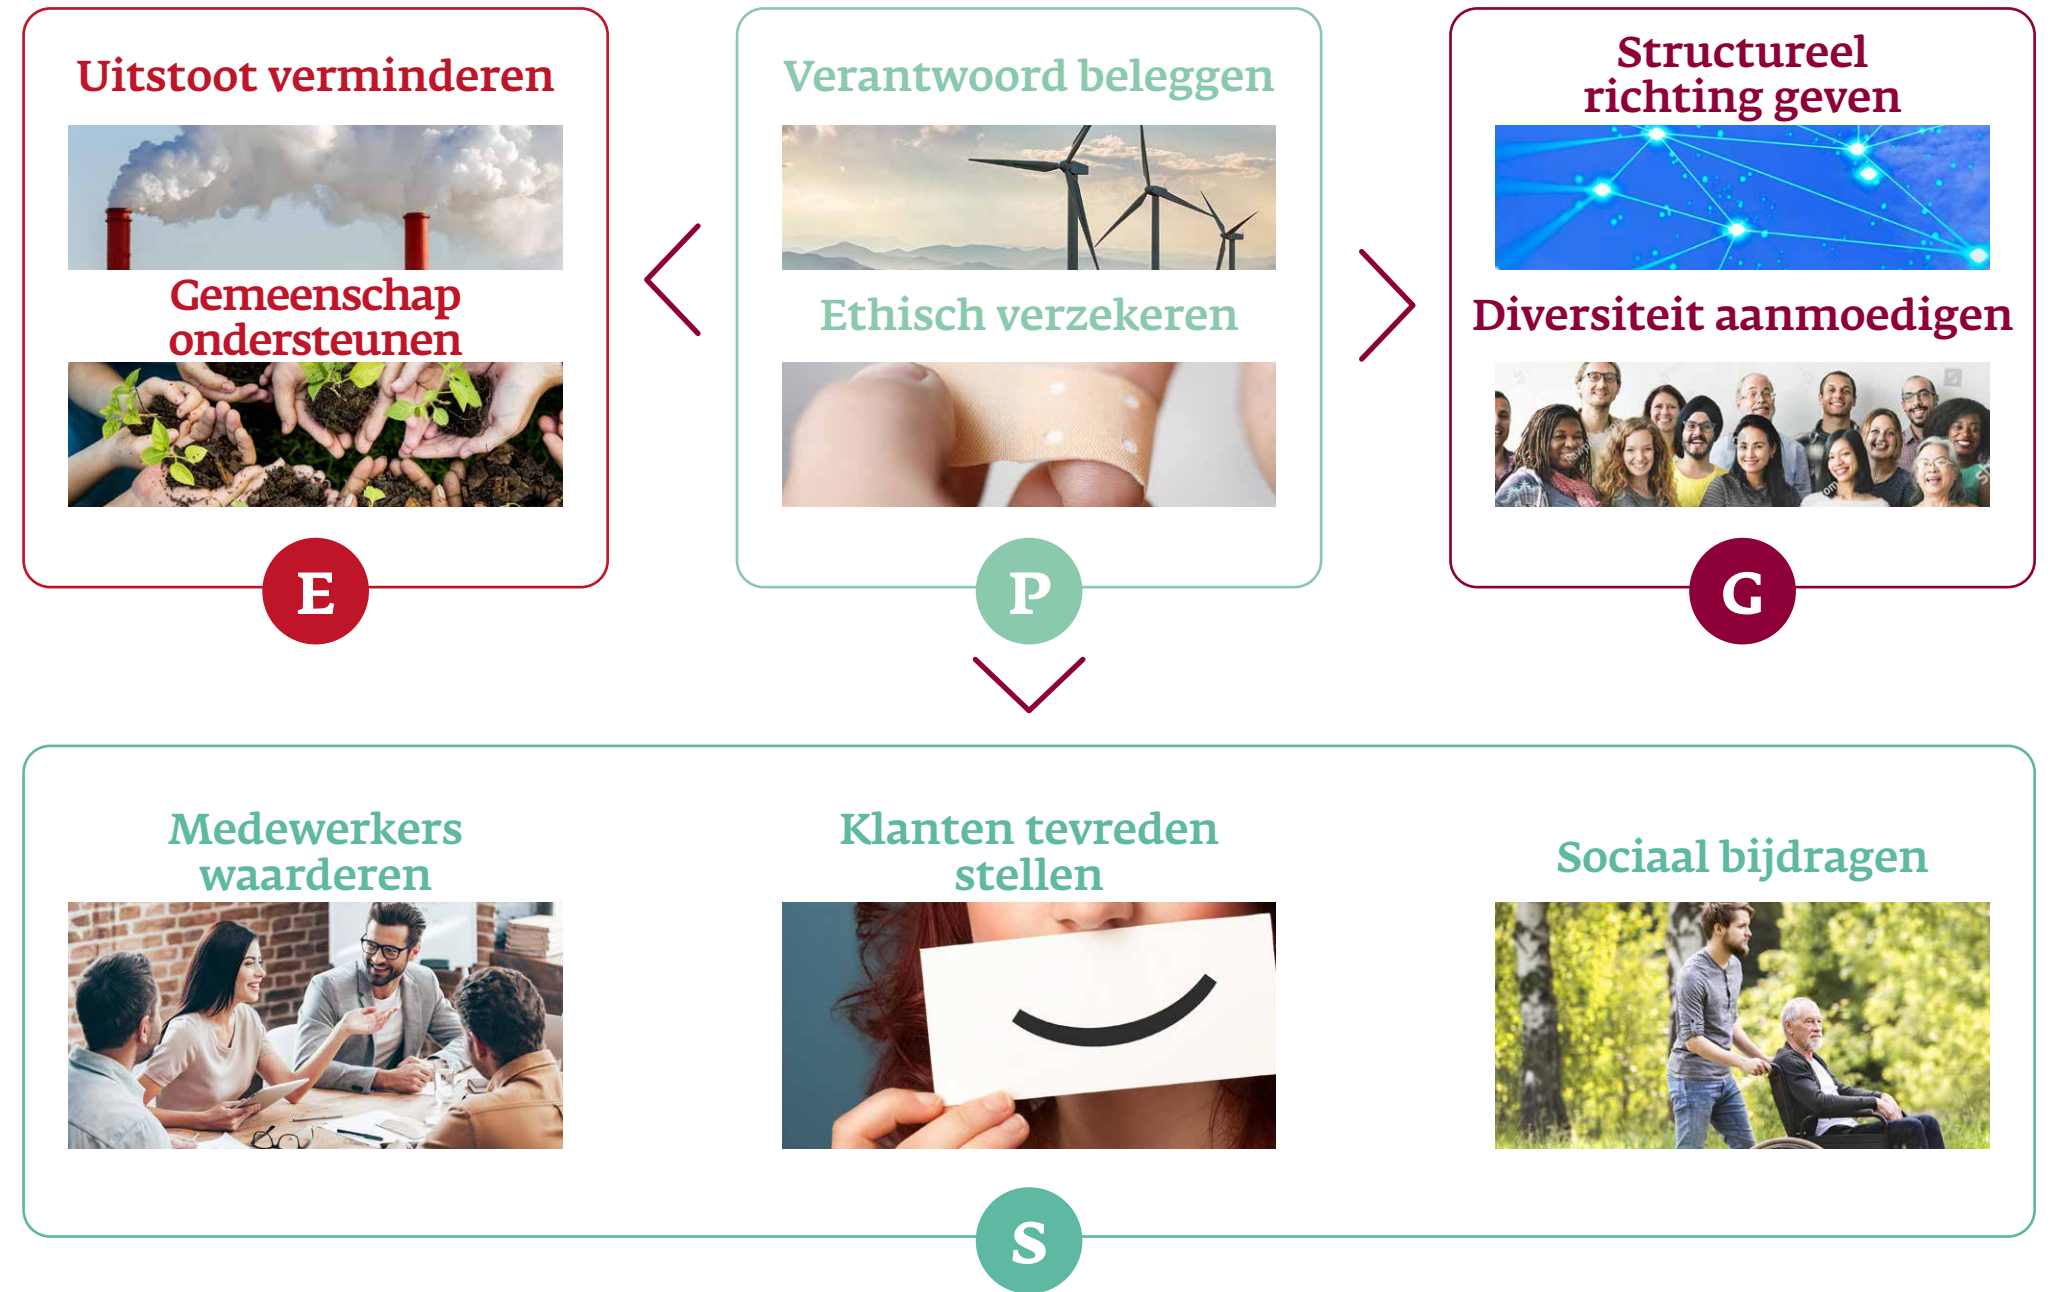 Uitstoot verminderen
Gemeenschap
ondersteunen
E
Verantwoord beleggen
Ethisch verzekeren
P
Structureel
richting geven
Diversiteit aanmoedigen
G
Medewerkers
waarderen
Klanten tevreden
stellen
Sociaal bijdragen
S